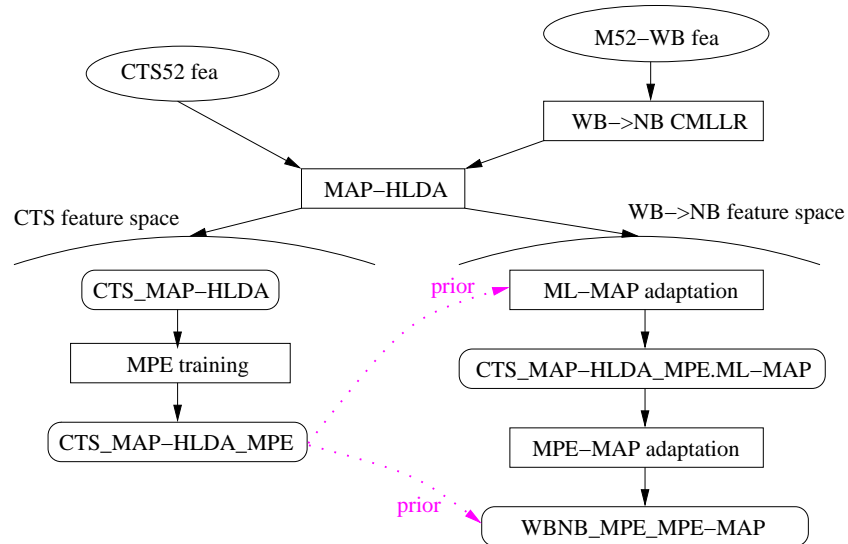 M52−WB fea
CTS52 fea
WB−>NB CMLLR
MAP−HLDA
CTS feature space
WB−>NB feature space
CTS_MAP−HLDA
prior
ML−MAP adaptation
MPE training
CTS_MAP−HLDA_MPE.ML−MAP
CTS_MAP−HLDA_MPE
MPE−MAP adaptation
prior
WBNB_MPE_MPE−MAP